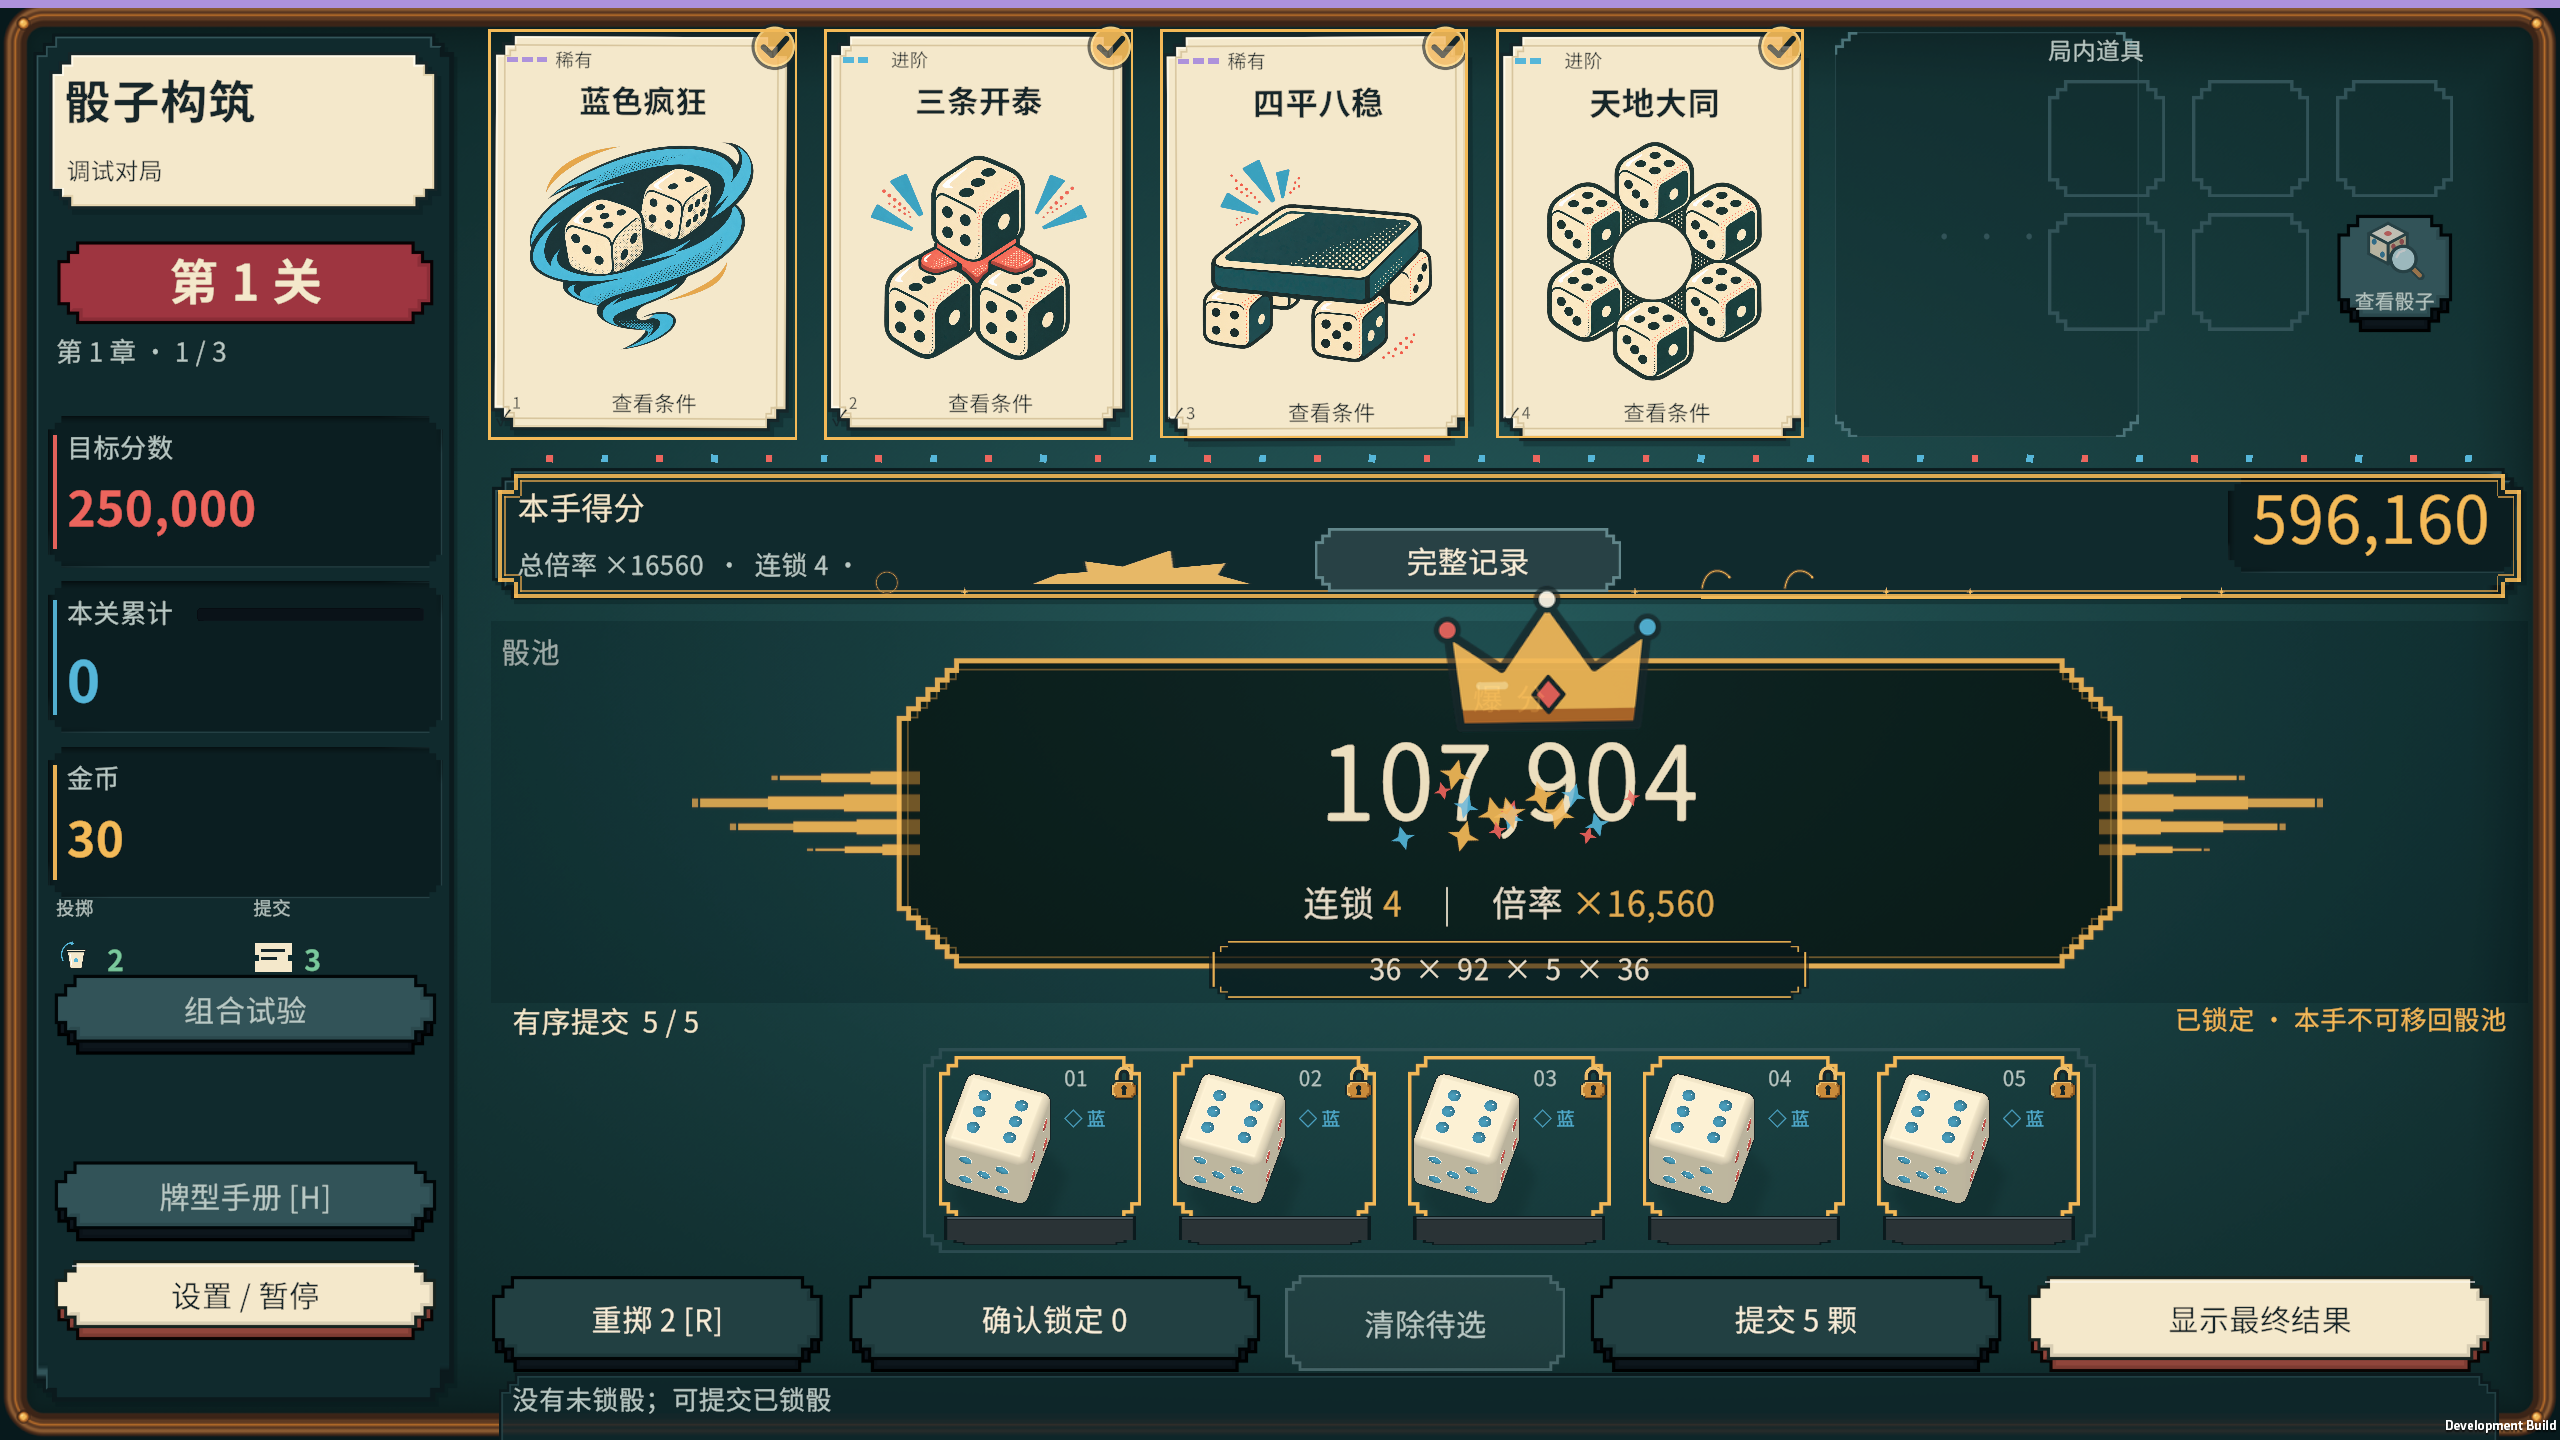 骰子构筑
调试对局
第 1 关
第 1 章 · 1 / 3
目标分数
250,000
本关累计
0
金币
30
投掷
提交
2
3
组合试验
牌型手册 [H]
设置 / 暂停
稀有
蓝色疯狂
1
查看条件
进阶
三条开泰
2
查看条件
稀有
四平八稳
3
查看条件
进阶
天地大同
4
查看条件
局内道具
查看骰子
本手得分
总倍率 ×16560 · 连锁 4 ·
完整记录
596,160
骰池
爆 分
107,904
连锁 4 | 倍率 ×16,560
36 × 92 × 5 × 36
有序提交 5 / 5
已锁定 · 本手不可移回骰池
01
◇蓝
02
◇蓝
03
◇蓝
04
◇蓝
05
◇蓝
重掷 2 [R]
确认锁定 0
清除待选
提交 5 颗
显示最终结果
没有未锁骰；可提交已锁骰
Development Build